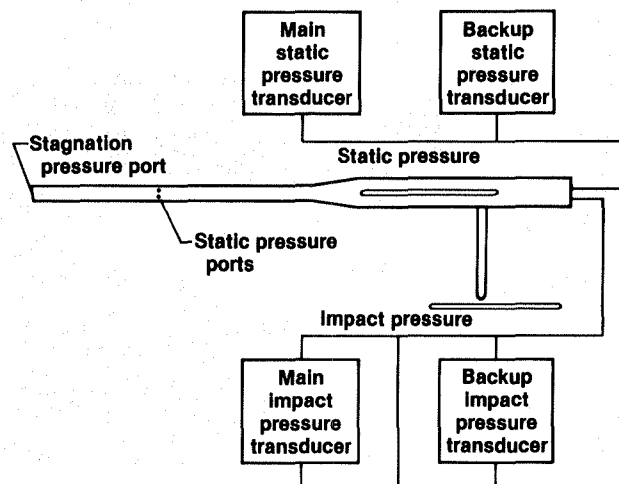 Main
static
pressure
transducer
Backup
static
pressure
transducer
Stagnation
pressure port
Static pressure
Static pressure
ports
Impact pressure
Main
impact
pressure
transducer
Backup
impact
pressure
transducer